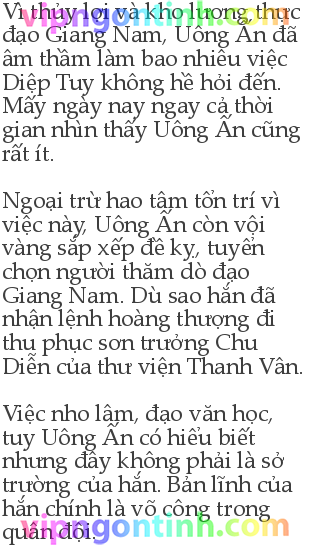 Vì thủy lợi và kho lương thực
đạo Giang Nam, Uông Ấn đã
âm thầm làm bao nhiêu việc
Diệp Tuy không hề hỏi đến.
Mấy ngày nay ngay cả thời
gian nhìn thấy Uông Ấn cũng
rất ít.
Ngoại trừ hao tâm tổn trí vì
việc này, Uông Ấn còn vội
vàng sắp xếp đề kỵ, tuyển
chọn người thăm dò đạo
Giang Nam. Dù sao hắn đã
nhận lệnh hoàng thượng đi
thu phục sơn trưởng Chu
Diễn của thư viện Thanh Vân.
Việc nho lâm, đạo văn học,
tuy Uông Ấn có hiểu biết
nhưng đây không phải là sở
trường của hắn. Bản lĩnh của
hắn chính là võ công trong
quân đội.
vipngontinh.com
vipngontinh.com